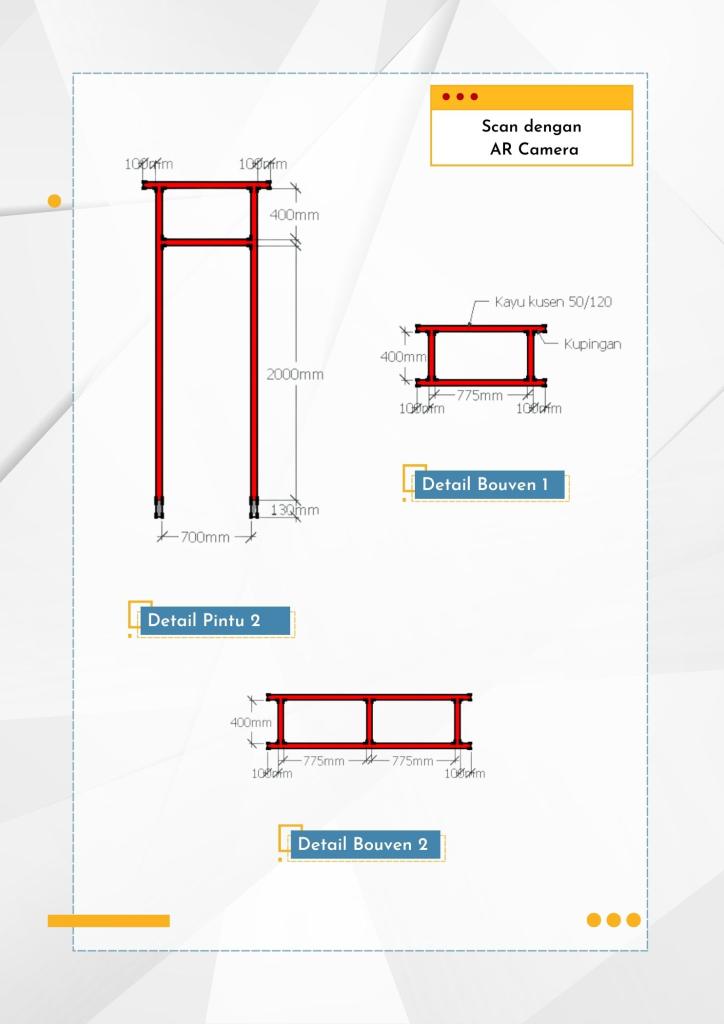 Scan dengan
AR Camera
100mm
100mm
400mm
2000mm
130mm
700mm
Detail Pintu 2
Kayu kusen 50/120
Kupingan
400mm
775mm
100mm
100mm
Detail Bouven 1
400mm
775mm
775mm
100mm
100mm
Detail Bouven 2